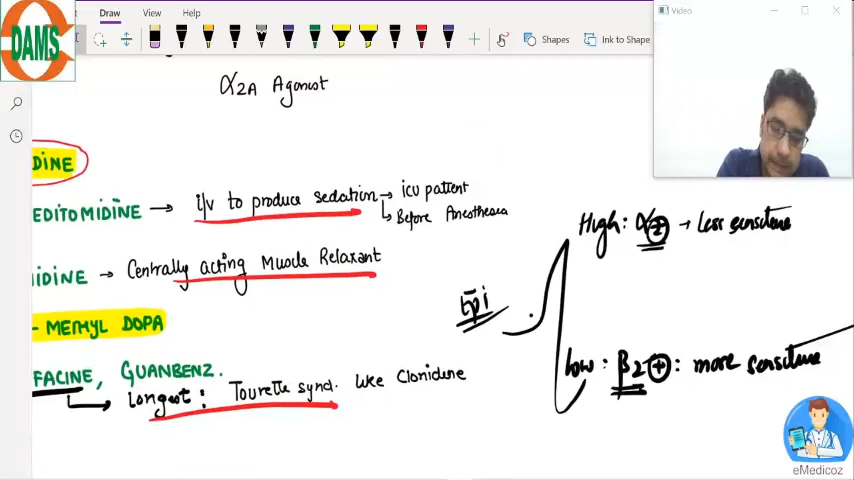 DAMS
Draw
View
Help
Video
Shapes
Ink to Shape
α2A Agonist
DINE
EDITOMIDINE → i/v to produce sedation → ICU patient
Before Anesthesia
IDINE → Centrally acting Muscle Relaxant
- METHYL DOPA
FACINE, GUANBENZ.
Longest: Tourette synd. like Clonidine
Epi
High: α → Less sensitive
Low: β2 +: more sensitive
eMedicoz